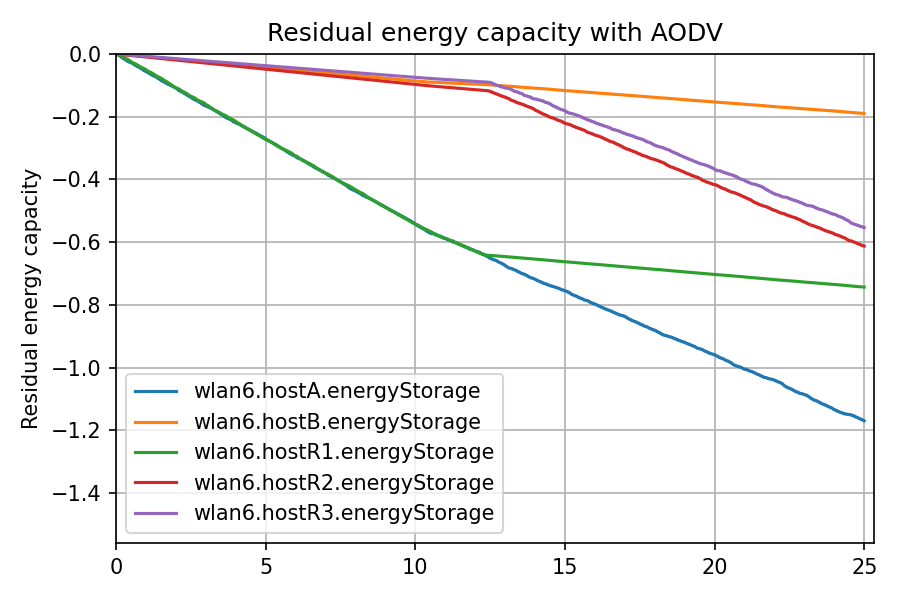 Residual energy capacity with AODV
Residual energy capacity
0.0
−0.2
−0.4
−0.6
−0.8
−1.0
−1.2
−1.4
wlan6.hostA.energyStorage
wlan6.hostB.energyStorage
wlan6.hostR1.energyStorage
wlan6.hostR2.energyStorage
wlan6.hostR3.energyStorage
0 5 10 15 20 25